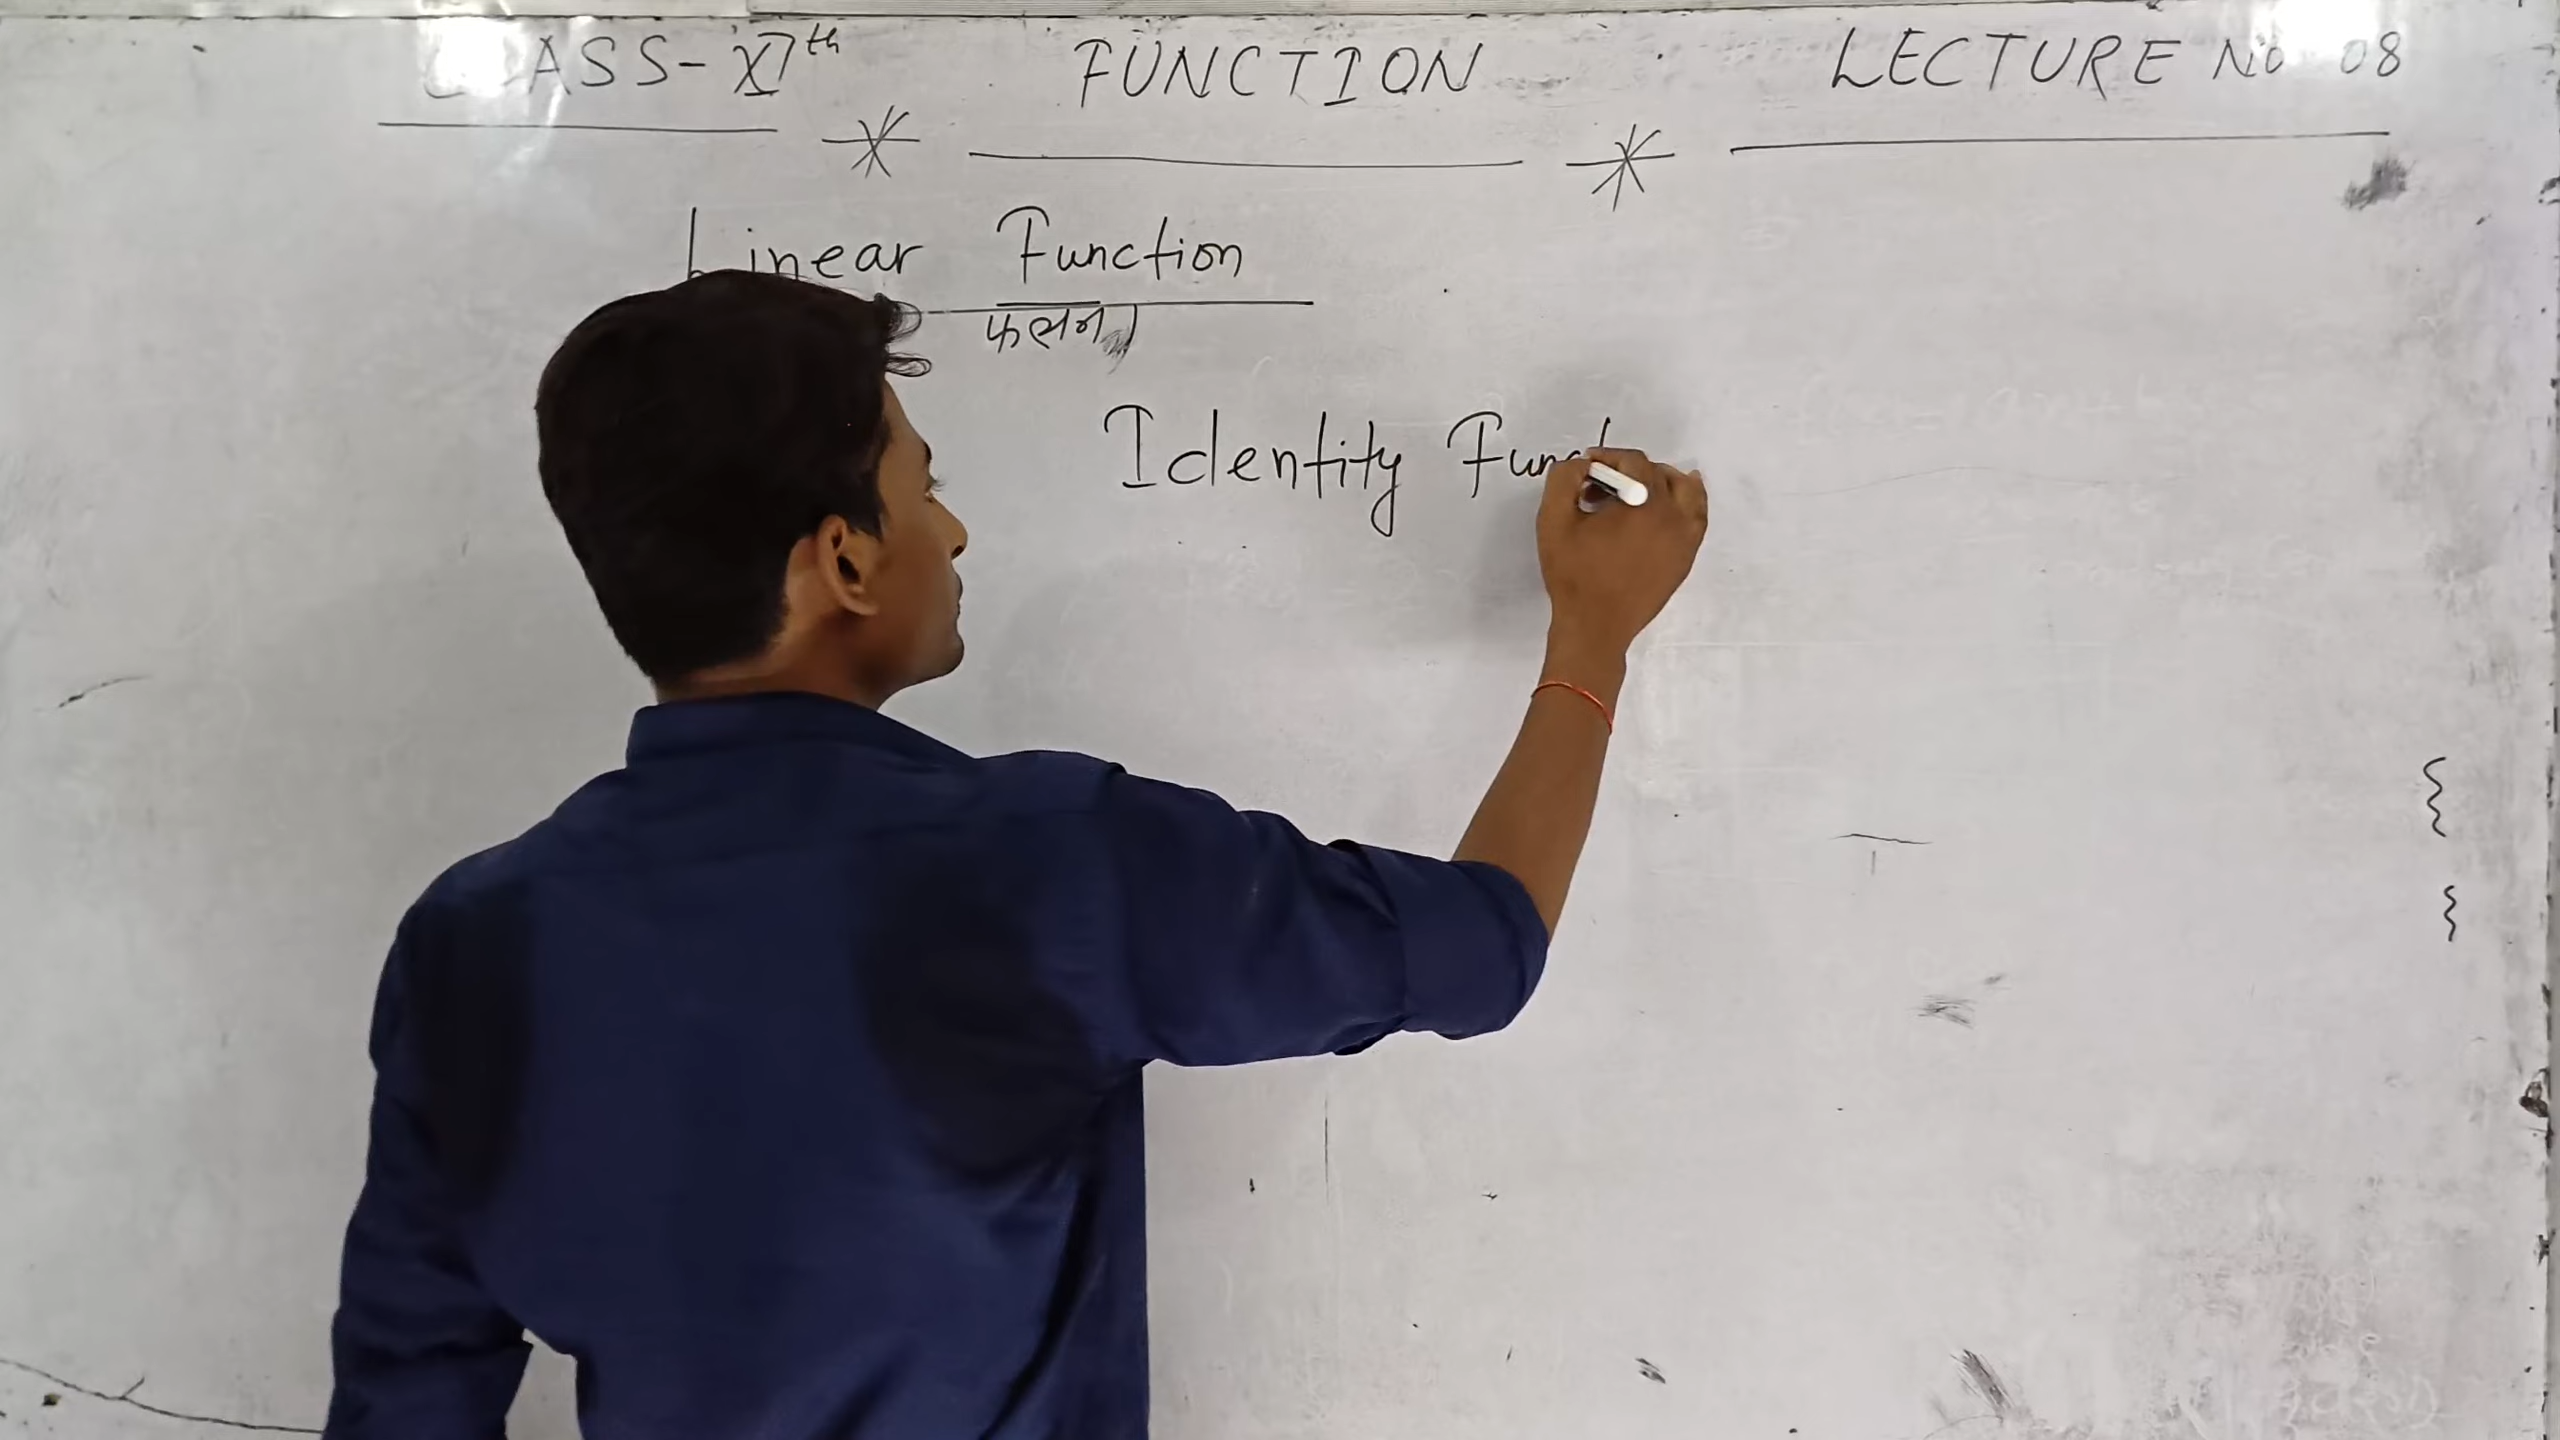 CLASS-XIth FUNCTION LECTURE No 08
Linear Function
फलन)
Identity Funct